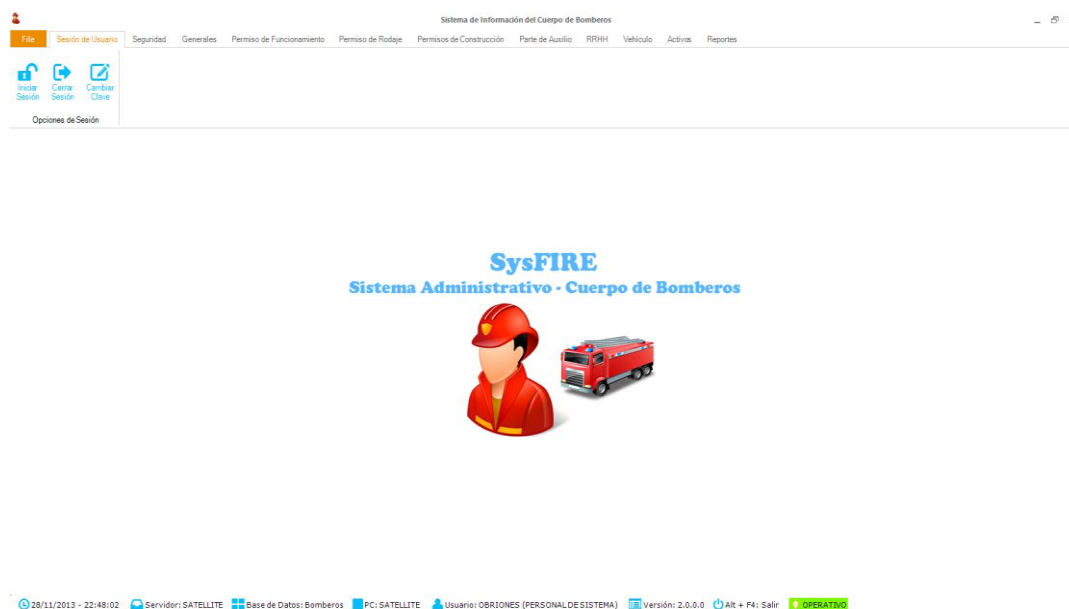 Sistema de Información del Cuerpo de Bomberos
File Sesión de Usuario Seguridad Generales Permiso de Funcionamiento Permiso de Rodaje Permisos de Construcción Parte de Auxilio RRHH Vehículo Activos Reportes
Iniciar Sesión Cerrar Sesión Cambiar Clave
Opciones de Sesión
SysFIRE
Sistema Administrativo - Cuerpo de Bomberos
28/11/2013 - 22:48:02 Servidor: SATELLITE Base de Datos: Bomberos PC: SATELLITE Usuario: OBRIONES (PERSONAL DE SISTEMA) Versión: 2.0.0.0 Alt + F4: Salir OPERATIVO